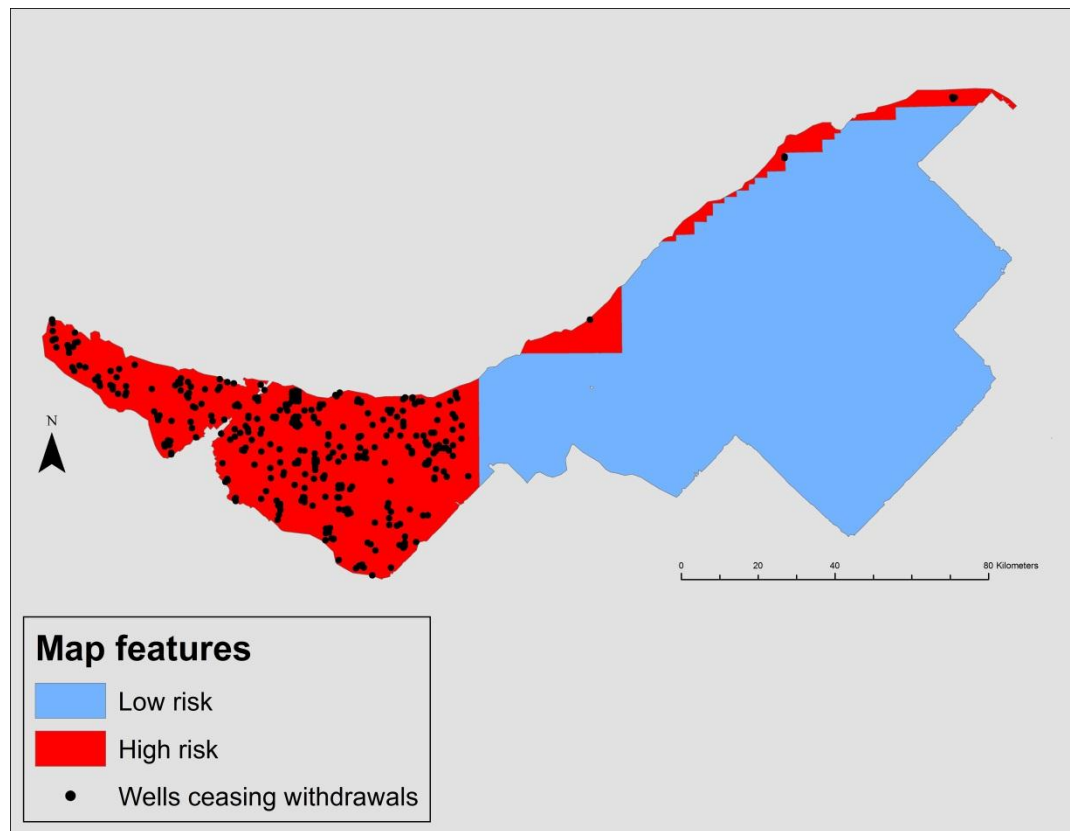 N
0 20 40 80 Kilometers
Map features
Low risk
High risk
Wells ceasing withdrawals